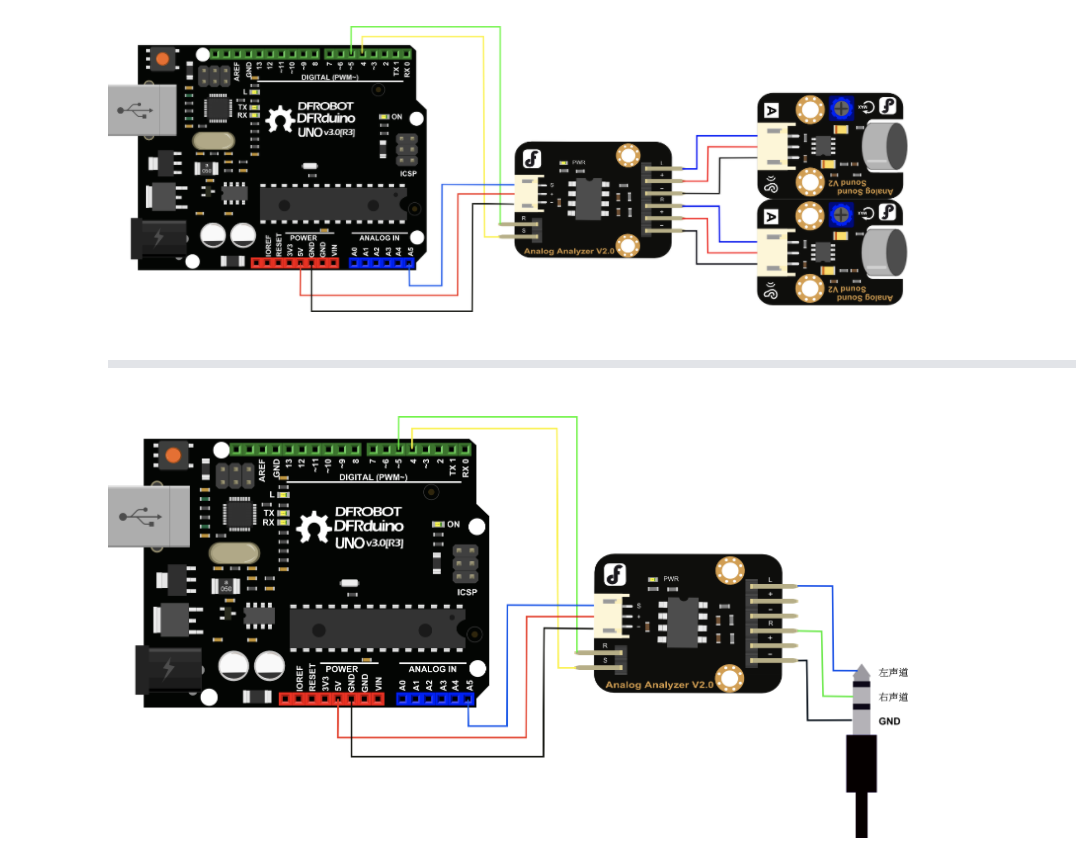 AREF
GND
13
12
~11
~10
~9
8
7
~6
~5
4
~3
2
TX 1
RX 0
DIGITAL (PWM~)
L
TX
RX
DFROBOT
DFRduino
UNO v3.0[R3]
ON
ICSP
050
POWER
ANALOG IN
IOREF
RESET
3V3
5V
GND
GND
VIN
A0
A1
A2
A3
A4
A5
PWR
S
+
-
R
S
L
+
-
R
+
-
Analog Analyzer V2.0
A
MAX
Analog Sound
Sound V2
A
MAX
Analog Sound
Sound V2
AREF
GND
13
12
~11
~10
~9
8
7
~6
~5
4
~3
2
TX 1
RX 0
DIGITAL (PWM~)
L
TX
RX
DFROBOT
DFRduino
UNO v3.0[R3]
ON
ICSP
050
POWER
ANALOG IN
IOREF
RESET
3V3
5V
GND
GND
VIN
A0
A1
A2
A3
A4
A5
PWR
S
+
-
R
S
L
+
-
R
+
-
Analog Analyzer V2.0
左声道
右声道
GND